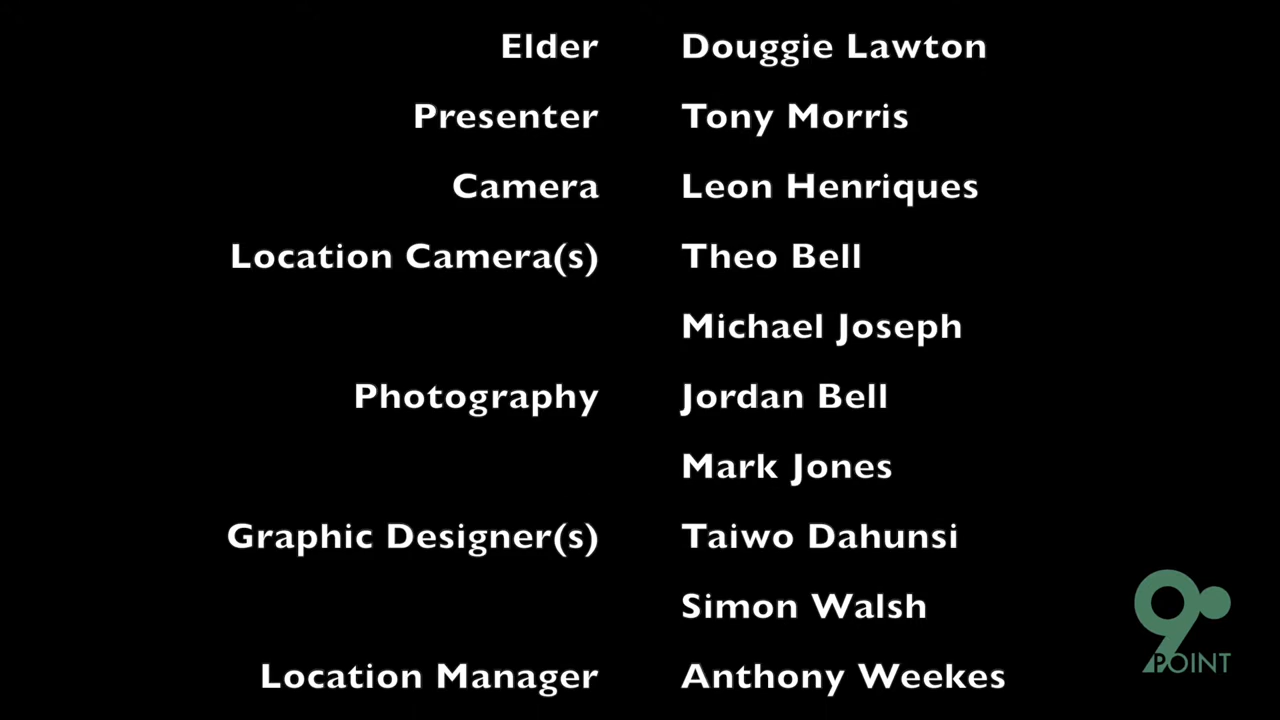 Elder Douggie Lawton
Presenter Tony Morris
Camera Leon Henriques
Location Camera(s) Theo Bell
Michael Joseph
Photography Jordan Bell
Mark Jones
Graphic Designer(s) Taiwo Dahunsi
Simon Walsh
Location Manager Anthony Weekes
9
POINT